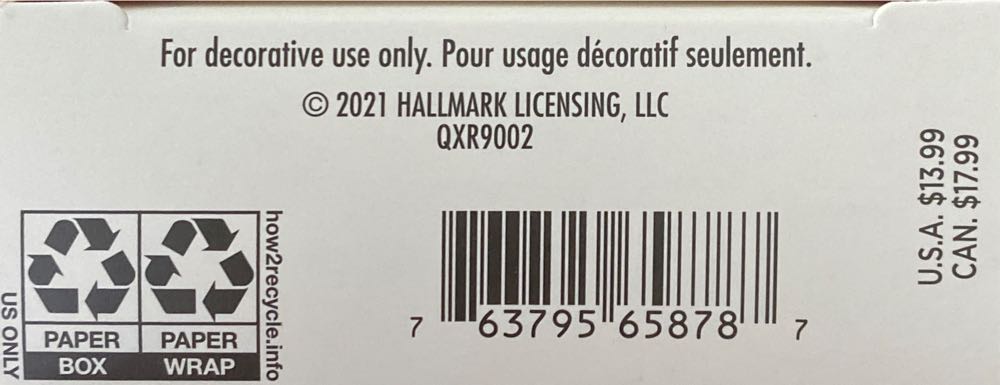 For decorative use only. Pour usage décoratif seulement.
© 2021 HALLMARK LICENSING, LLC
QXR9002
U.S.A. $13.99
CAN. $17.99
how2recycle.info
US ONLY
PAPER PAPER
BOX WRAP
7 63795 65878 7